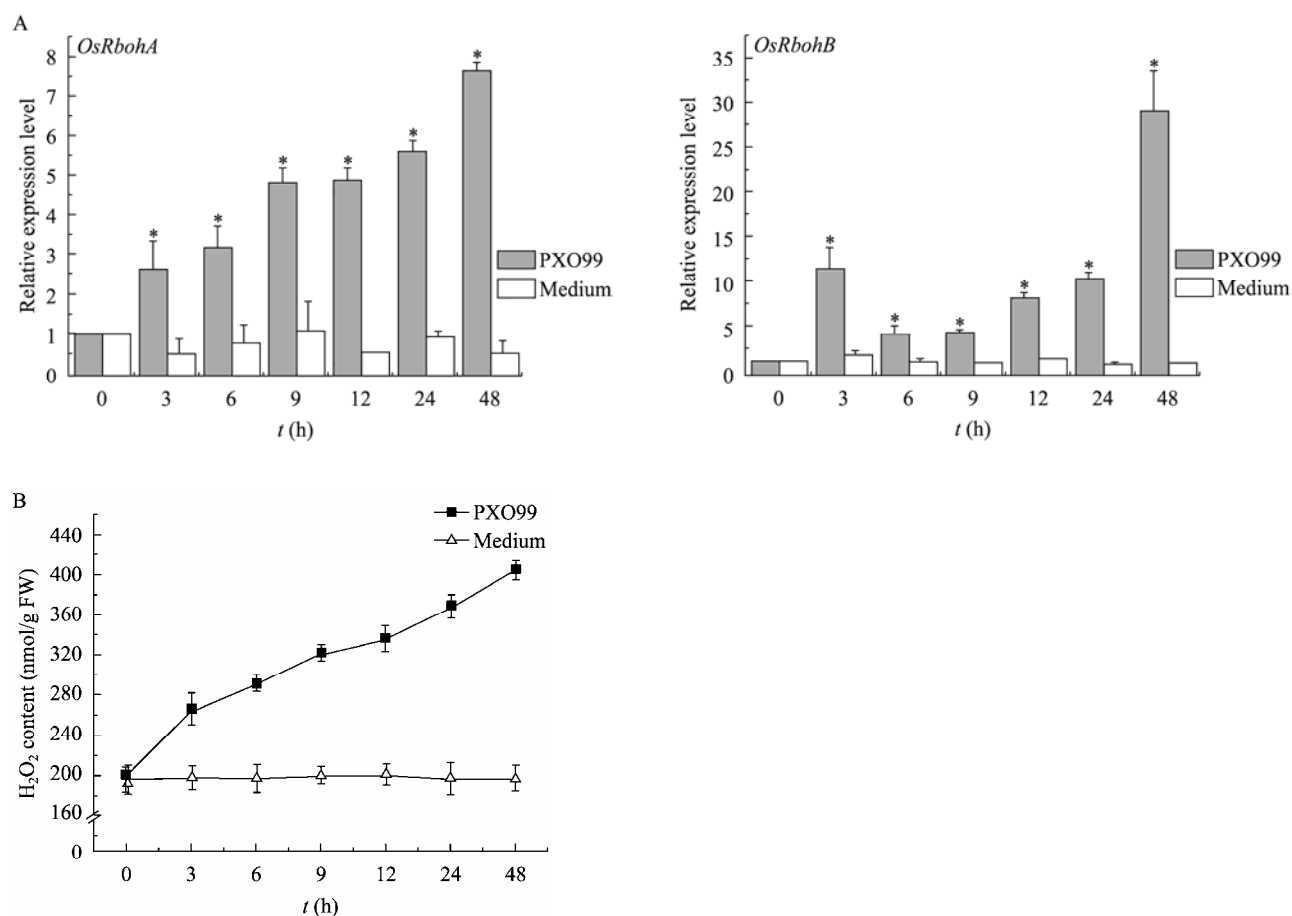 A
OsRbohA
Relative expression level
8
7
6
5
4
3
2
1
0
* * * * * *
PXO99
Medium
0 3 6 9 12 24 48
t (h)
OsRbohB
Relative expression level
35
30
25
20
15
10
5
0
* * * * * *
PXO99
Medium
0 3 6 9 12 24 48
t (h)
B
PXO99
Medium
H₂O₂ content (nmol/g FW)
440
400
360
320
280
240
200
160
0
0 3 6 9 12 24 48
t (h)